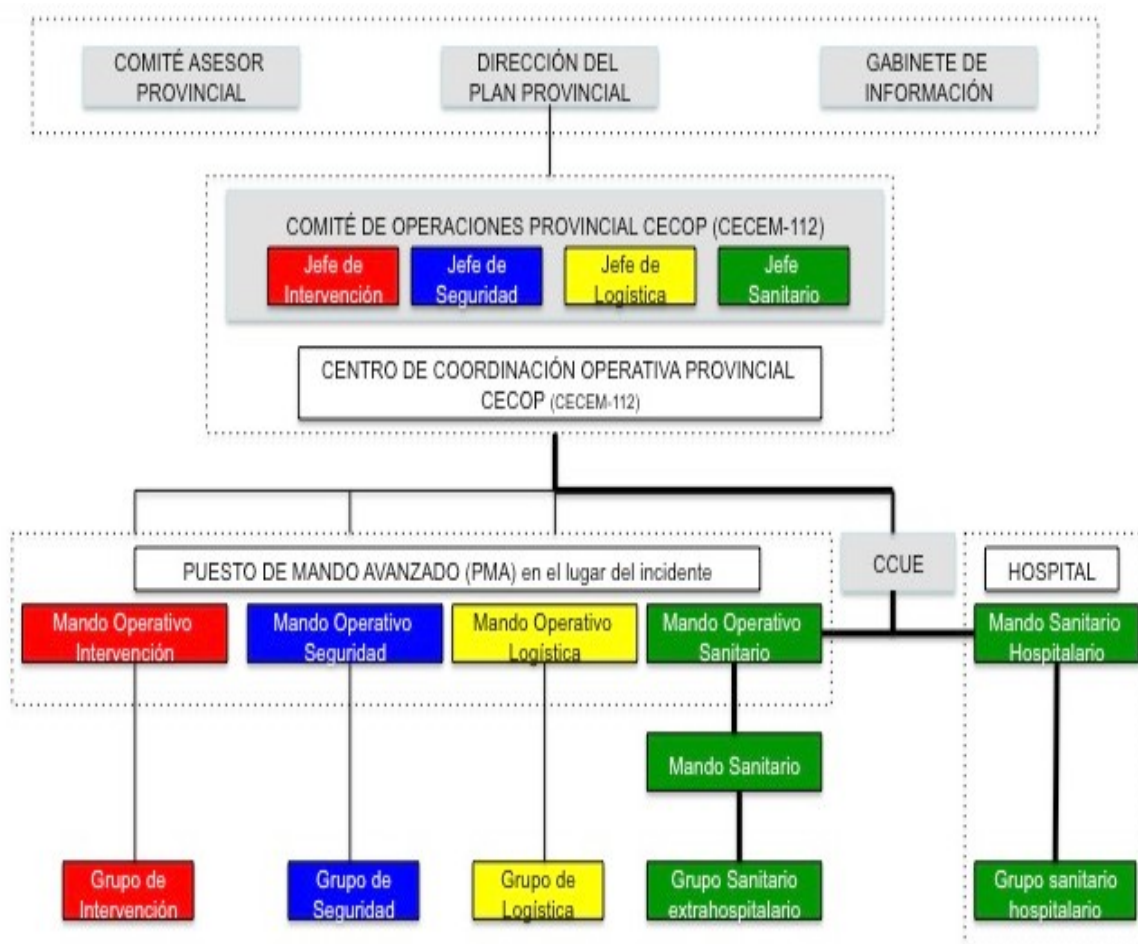 COMITÉ ASESOR
PROVINCIAL
DIRECCIÓN DEL
PLAN PROVINCIAL
GABINETE DE
INFORMACIÓN
COMITÉ DE OPERACIONES PROVINCIAL CECOP (CECEM-112)
Jefe de
Intervención
Jefe de
Seguridad
Jefe de
Logística
Jefe
Sanitario
CENTRO DE COORDINACIÓN OPERATIVA PROVINCIAL
CECOP (CECEM-112)
PUESTO DE MANDO AVANZADO (PMA) en el lugar del incidente
CCUE
HOSPITAL
Mando Operativo
Intervención
Mando Operativo
Seguridad
Mando Operativo
Logística
Mando Operativo
Sanitario
Mando Sanitario
Hospitalario
Mando Sanitario
Grupo de
Intervención
Grupo de
Seguridad
Grupo de
Logística
Grupo Sanitario
extrahospitalario
Grupo sanitario
hospitalario